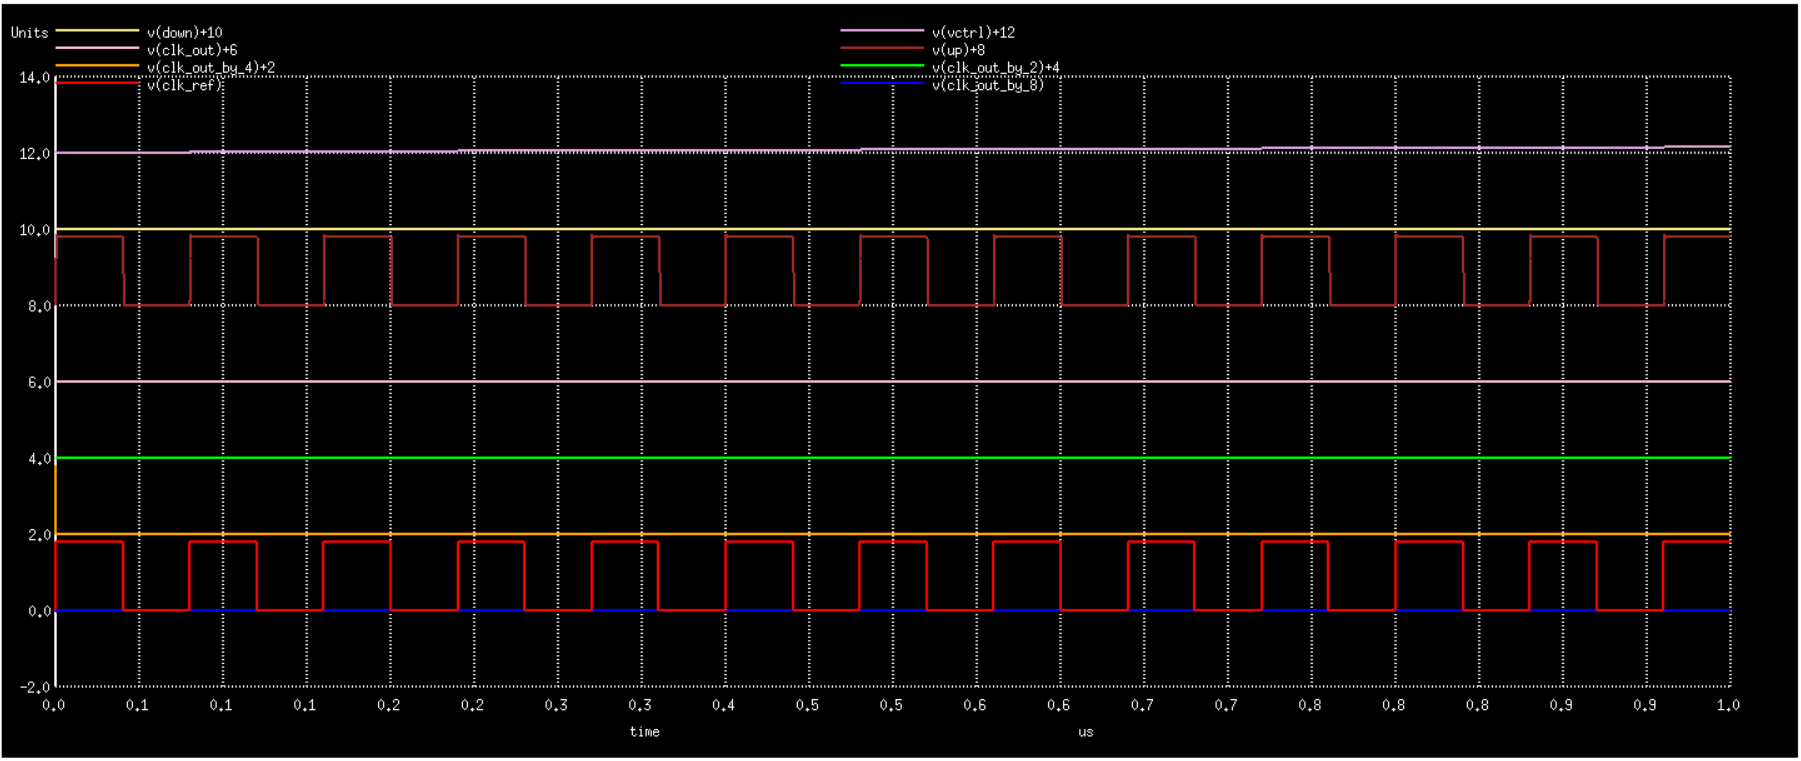 Units
v(down)+10
v(vctrl)+12
v(clk_out)+6
v(up)+8
v(clk_out_by_4)+2
v(clk_out_by_2)+4
v(clk_ref)
v(clk_out_by_8)
14.0
12.0
10.0
8.0
6.0
4.0
2.0
0.0
-2.0
0.0 0.1 0.1 0.1 0.2 0.2 0.3 0.3 0.4 0.5 0.5 0.6 0.6 0.7 0.7 0.8 0.8 0.8 0.9 0.9 1.0
time us